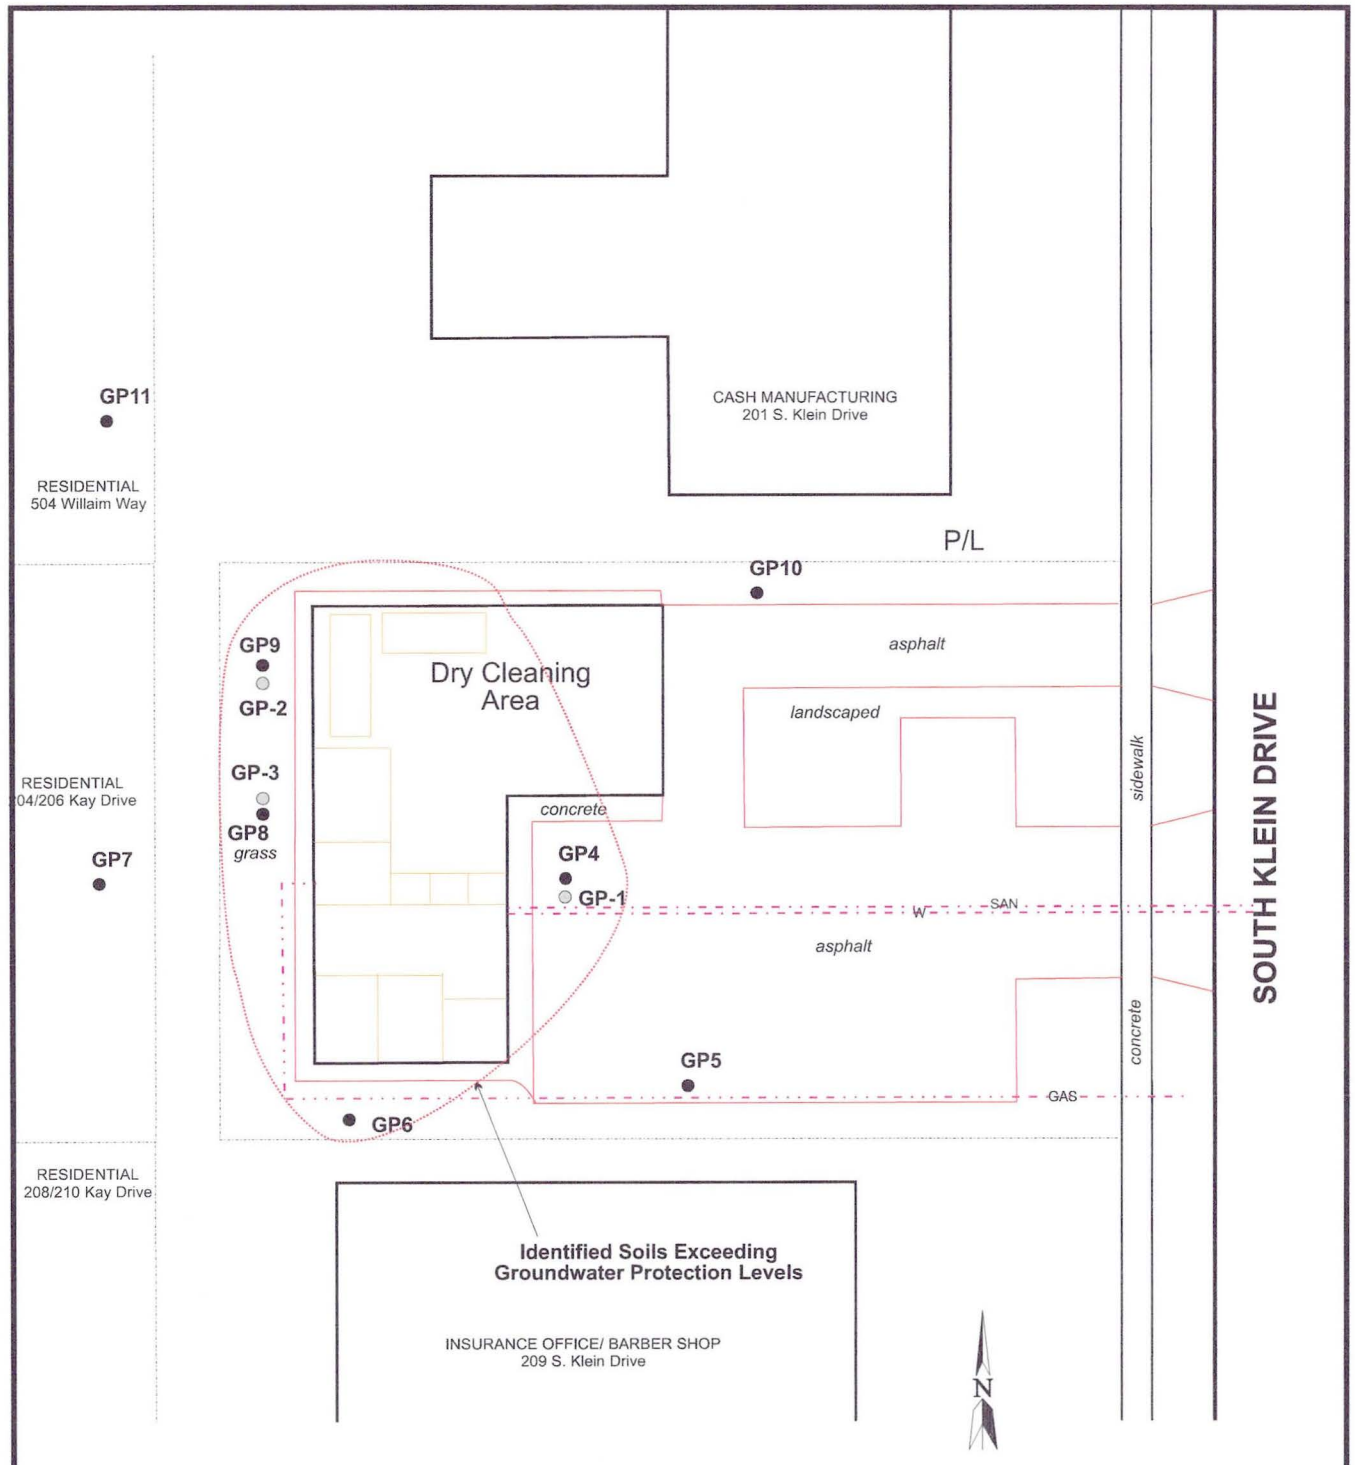 GP11
CASH MANUFACTURING
201 S. Klein Drive
RESIDENTIAL
504 Willaim Way
P/L
GP10
GP9
asphalt
Dry Cleaning
Area
GP-2
landscaped
SOUTH KLEIN DRIVE
sidewalk
GP-3
RESIDENTIAL
04/206 Kay Drive
concrete
GP8
grass
GP4
GP7
GP-1
SAN
W
asphalt
concrete
GP5
GAS
GP6
RESIDENTIAL
208/210 Kay Drive
Identified Soils Exceeding
Groundwater Protection Levels
INSURANCE OFFICE/ BARBER SHOP
209 S. Klein Drive
N